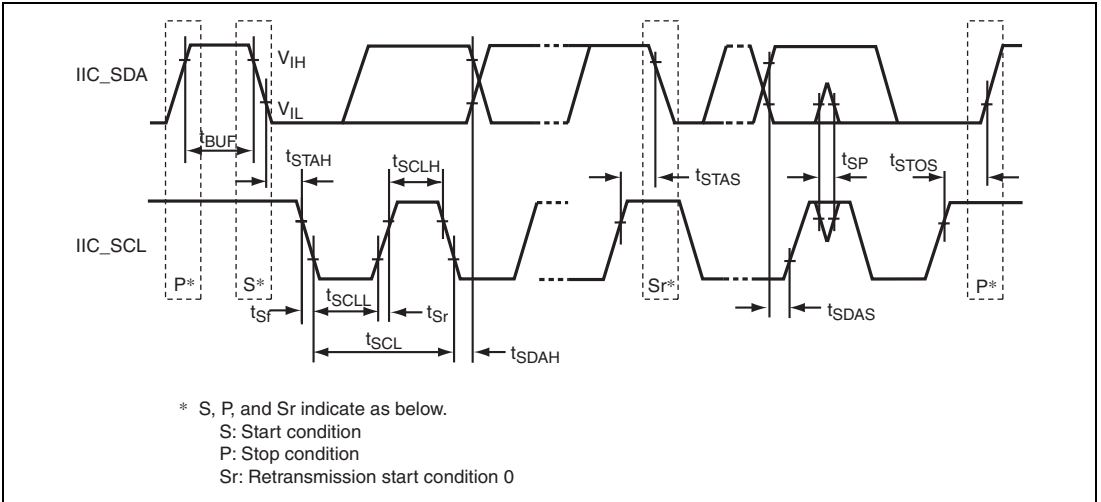 IIC_SDA
VIH
VIL
tBUF
tSTAH
tSCLH
tSTAS
tSP
tSTOS
IIC_SCL
P*
S*
Sr*
P*
tSf
tSCLL
tSr
tSDAS
tSCL
tSDAH
* S, P, and Sr indicate as below.
S: Start condition
P: Stop condition
Sr: Retransmission start condition 0